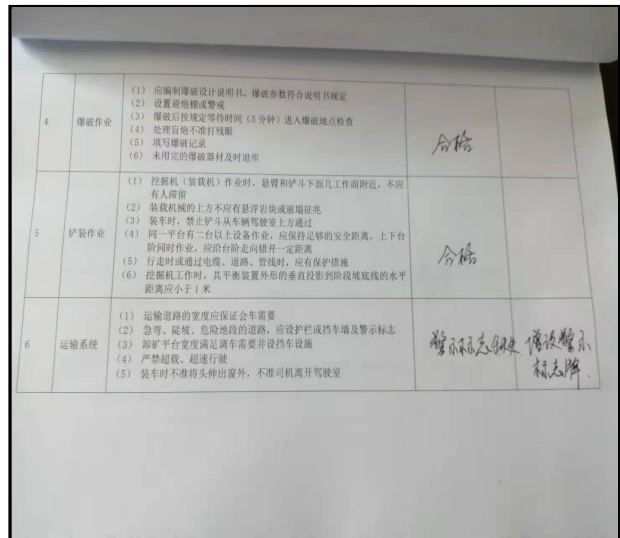 4
爆破作业
(1) 应编制爆破设计说明书，爆破参数符合说明书规定
(2) 设置避炮棚或警戒
(3) 爆破后按规定等待时间（5分钟）进入爆破地点检查
(4) 处理盲炮不准打残眼
(5) 填写爆破记录
(6) 未用完的爆破器材及时退库
合格
5
铲装作业
(1) 挖掘机（装载机）作业时，悬臂和铲斗下面几工作面附近，不应
有人滞留
(2) 装载机械的上方不应有悬浮岩块或崩塌征兆
(3) 装车时，禁止铲斗从车辆驾驶室上方通过
(4) 同一平台有二台以上设备作业，应保持足够的安全距离，上下台
阶同时作业，应沿台阶走向错开一定距离
(5) 行走时或通过电缆、道路、管线时，应有保护措施
(6) 挖掘机工作时，其平衡装置外形的垂直投影到阶段坡底线的水平
距离应小于1米
合格
6
运输系统
(1) 运输道路的宽度应保证会车需要
(2) 急弯、陡坡、危险地段的道路，应设护栏或挡车墙及警示标志
(3) 卸矿平台宽度满足调车需要并设挡车设施
(4) 严禁超载、超速行驶
(5) 装车时不准将头伸出窗外，不准司机离开驾驶室
警示标志缺失
增设警示
标志牌.